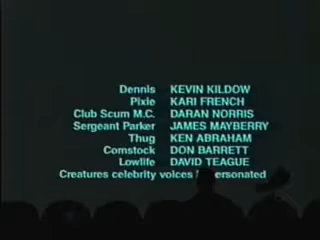 Dennis KEVIN KILDOW
Pixie KARI FRENCH
Club Scum M.C. DARAN NORRIS
Sergeant Parker JAMES MAYBERRY
Thug KEN ABRAHAM
Comstock DON BARRETT
Lowlife DAVID TEAGUE
Creatures celebrity voices